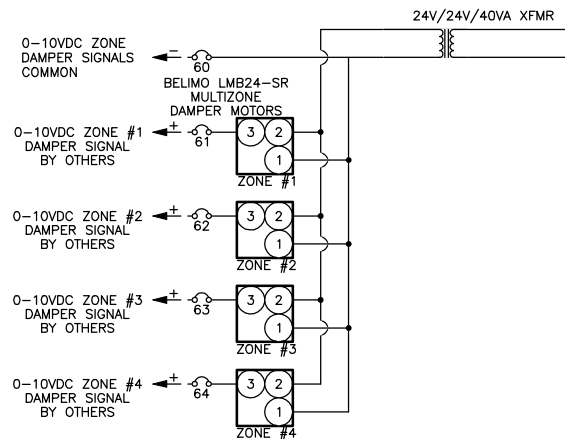 24V/24V/40VA XFMR
0-10VDC ZONE
DAMPER SIGNALS
COMMON
-
60
BELIMO LMB24-SR
MULTIZONE
DAMPER MOTORS
0-10VDC ZONE #1
DAMPER SIGNAL
BY OTHERS
+
61
3
2
1
ZONE #1
0-10VDC ZONE #2
DAMPER SIGNAL
BY OTHERS
+
62
3
2
1
ZONE #2
0-10VDC ZONE #3
DAMPER SIGNAL
BY OTHERS
+
63
3
2
1
ZONE #3
0-10VDC ZONE #4
DAMPER SIGNAL
BY OTHERS
+
64
3
2
1
ZONE #4